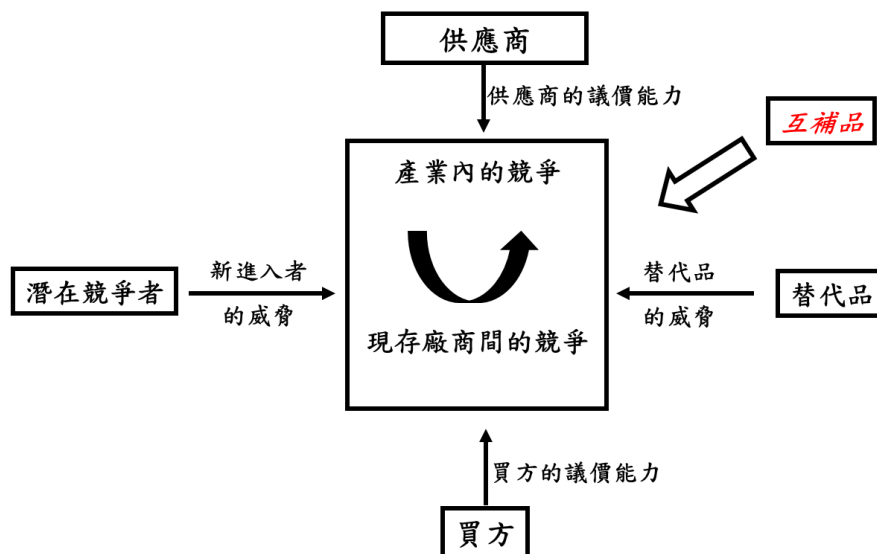 供應商
供應商的議價能力
互補品
產業內的競爭
新進入者
替代品
潛在競爭者
替代品
的威脅
的威脅
現存廠商間的競爭
買方的議價能力
買方